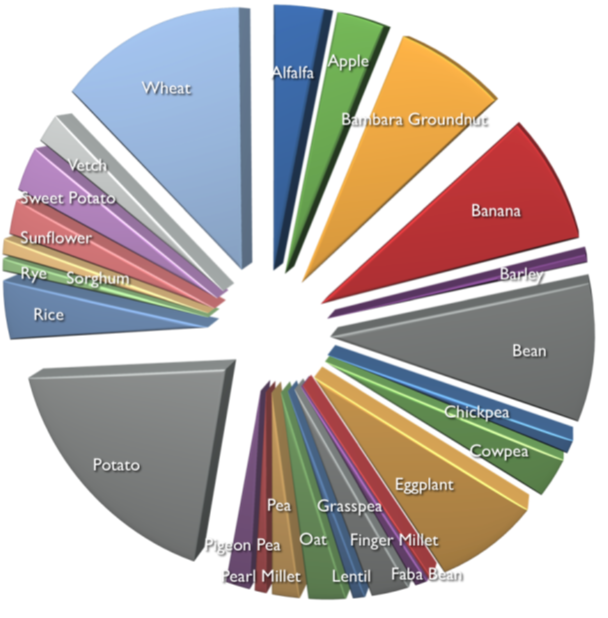 Alfalfa
Apple
Bambara Groundnut
Banana
Barley
Bean
Chickpea
Cowpea
Eggplant
Faba Bean
Finger Millet
Grasspea
Lentil
Oat
Pea
Pearl Millet
Pigeon Pea
Potato
Rice
Rye
Sorghum
Sunflower
Sweet Potato
Vetch
Wheat